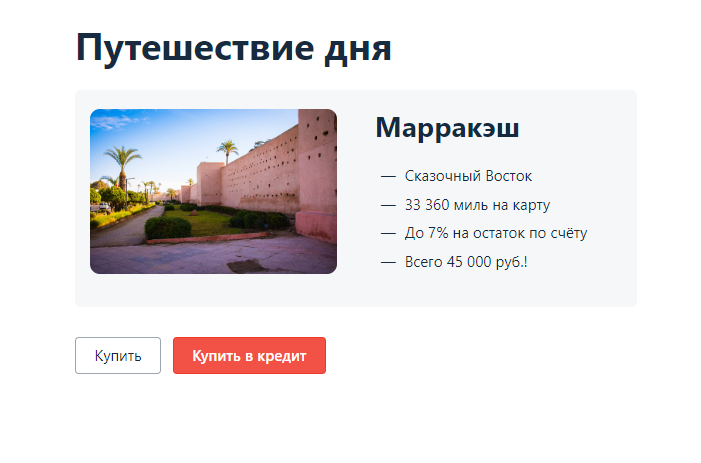 Путешествие дня
Марракэш
— Сказочный Восток
— 33 360 миль на карту
— До 7% на остаток по счёту
— Всего 45 000 руб.!
Купить
Купить в кредит